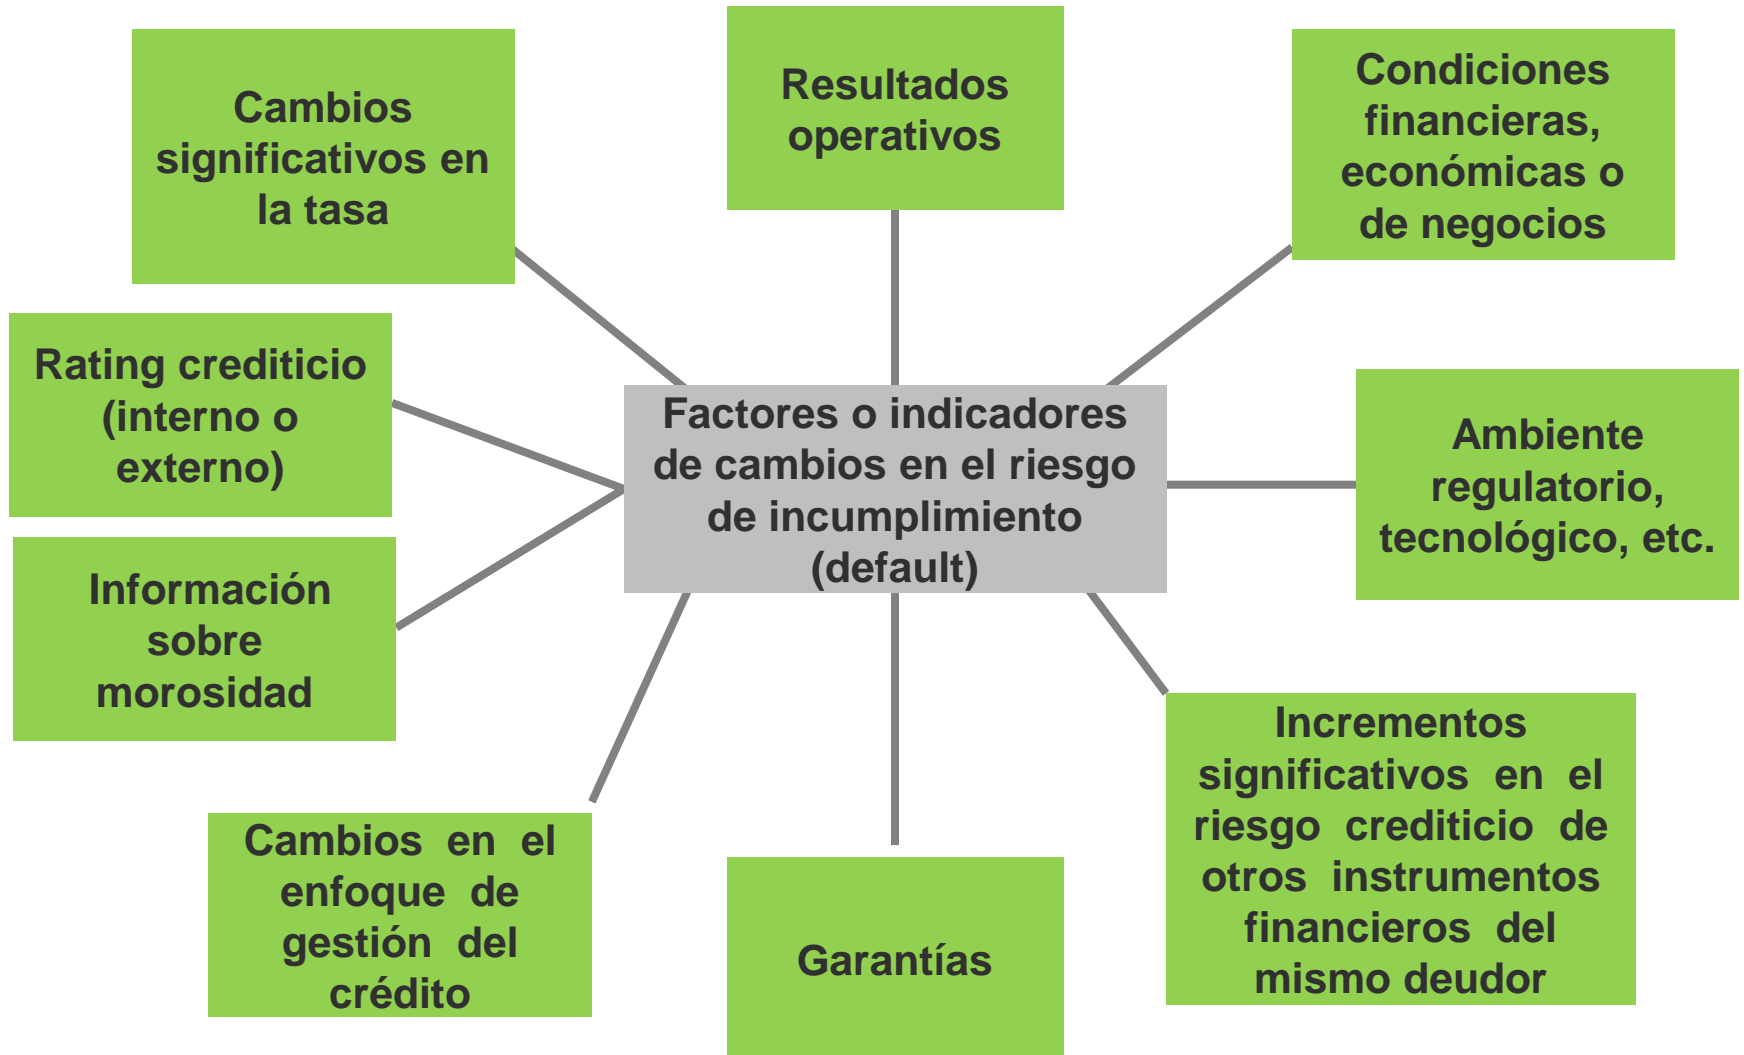 Cambios
significativos en
la tasa
Resultados
operativos
Condiciones
financieras,
económicas o
de negocios
Rating crediticio
(interno o
externo)
Factores o indicadores
de cambios en el riesgo
de incumplimiento
(default)
Ambiente
regulatorio,
tecnológico, etc.
Información
sobre
morosidad
Cambios en el
enfoque de
gestión del
crédito
Garantías
Incrementos
significativos en el
riesgo crediticio de
otros instrumentos
financieros del
mismo deudor